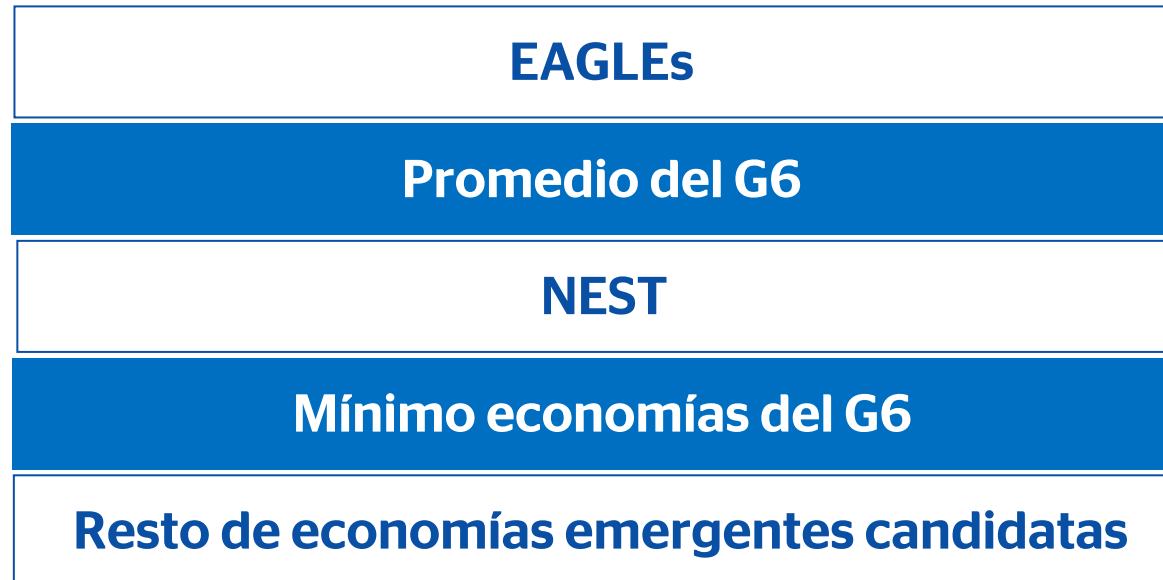 EAGLEs
Promedio del G6
NEST
Mínimo economías del G6
Resto de economías emergentes candidatas